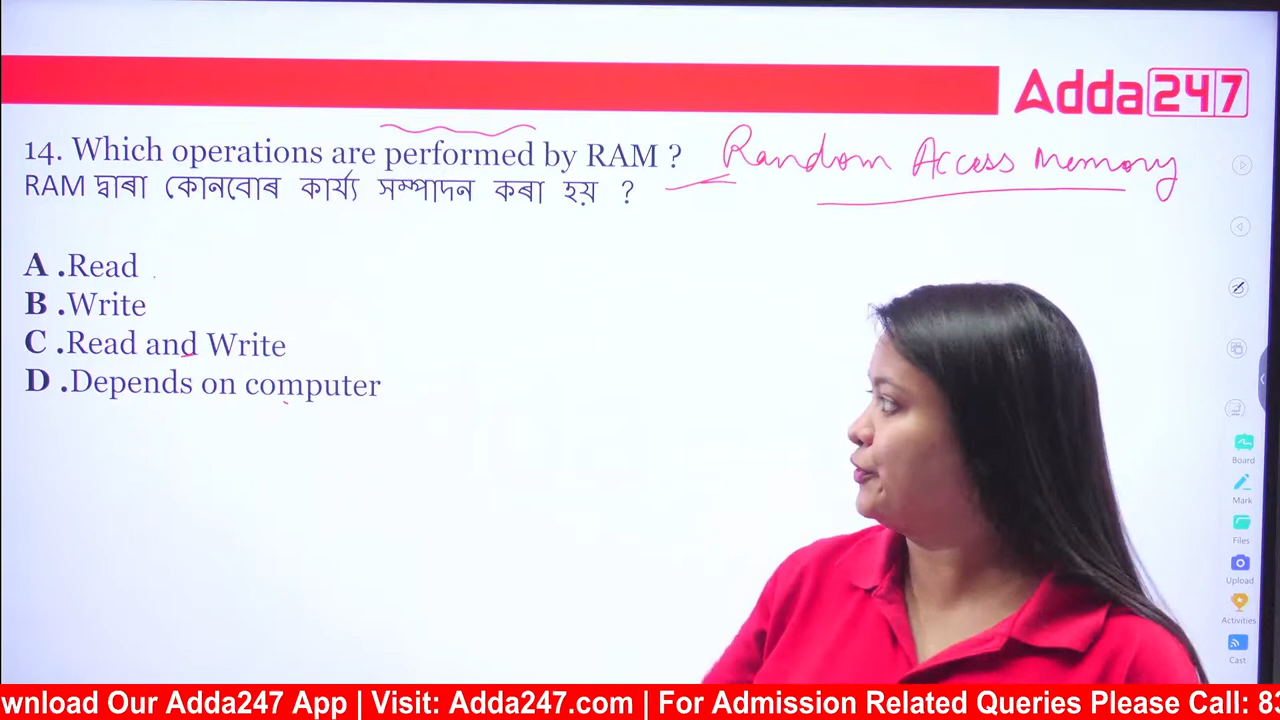 Adda247
14. Which operations are performed by RAM ? Random Access Memory
RAM দ্বাৰা কোনবোৰ কাৰ্য্য সম্পাদন কৰা হয় ?
A .Read
B .Write
C .Read and Write
D .Depends on computer
Board
Mark
Files
Upload
Activities
Cast
wnload Our Adda247 App | Visit: Adda247.com | For Admission Related Queries Please Call: 83